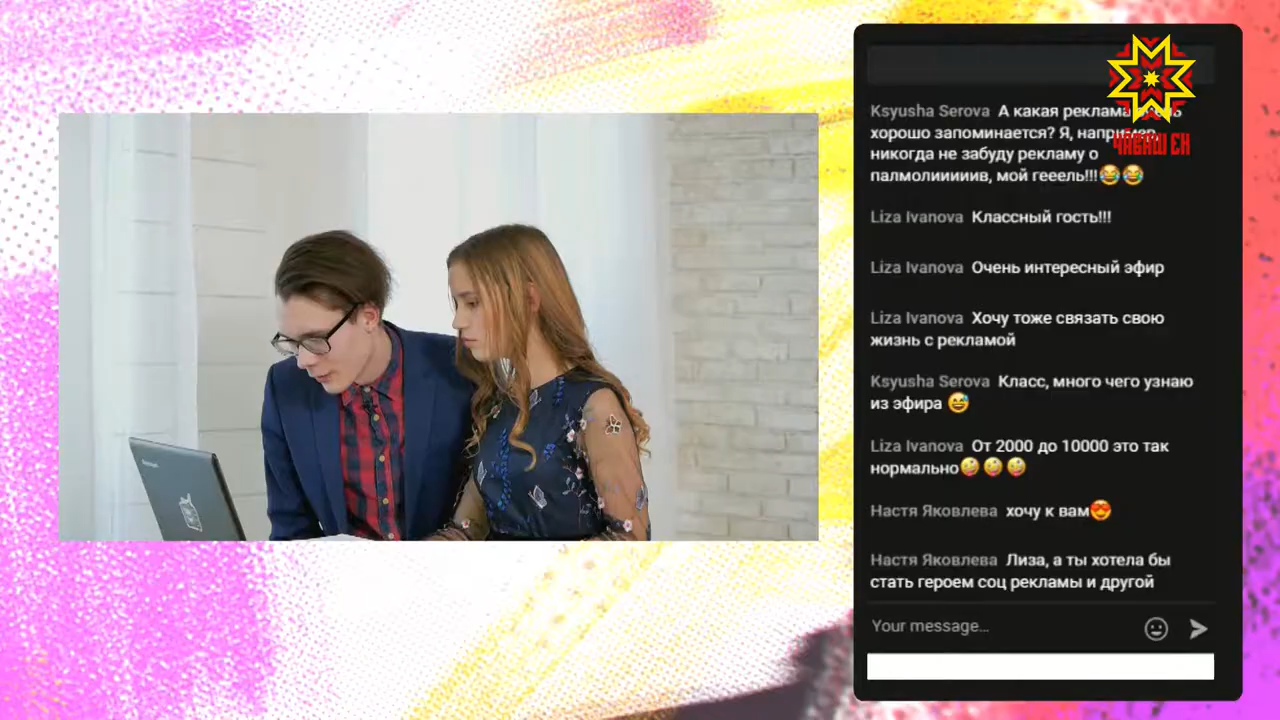 Ksyusha Serova А какая реклама
хорошо запоминается? Я, например,
никогда не забуду рекламу о
палмолииииив, мой гееель!!!😂😂
Liza Ivanova Классный гость!!!
Liza Ivanova Очень интересный эфир
Liza Ivanova Хочу тоже связать свою
жизнь с рекламой
Ksyusha Serova Класс, много чего узнаю
из эфира 😅
Liza Ivanova От 2000 до 10000 это так
нормально🤪🤪🤪
Настя Яковлева хочу к вам😍
Настя Яковлева Лиза, а ты хотела бы
стать героем соц рекламы и другой
Your message...
ЧӐВАШ ЕН